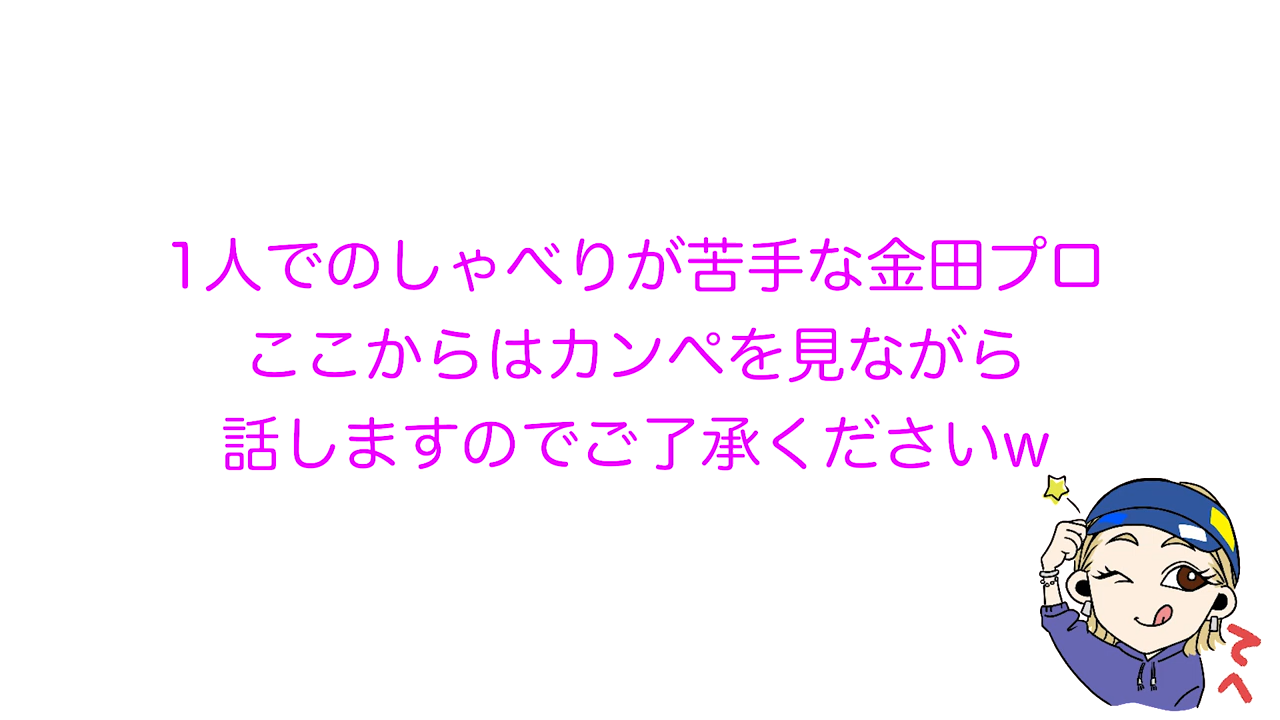 1人でのしゃべりが苦手な金田プロ
ここからはカンペを見ながら
話しますのでご了承くださいw
てへ